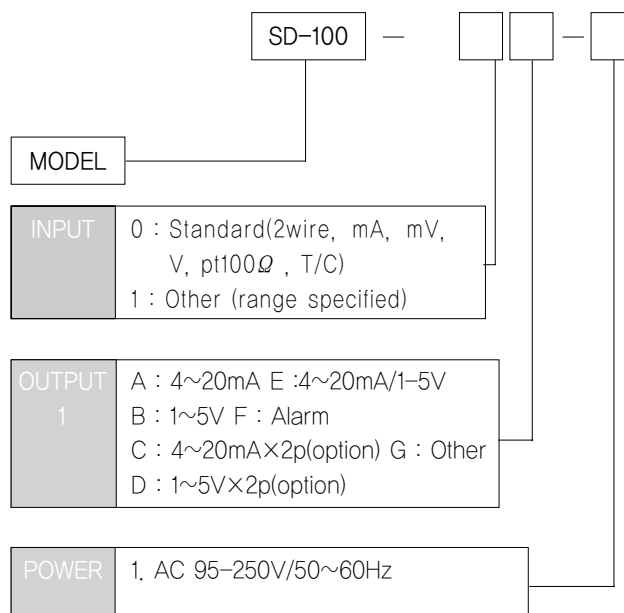 SD-100 —  —
MODEL
INPUT
0 : Standard(2wire, mA, mV,
V, pt100Ω , T/C)
1 : Other (range specified)
OUTPUT
1
A : 4~20mA E :4~20mA/1-5V
B : 1~5V F : Alarm
C : 4~20mA×2p(option) G : Other
D : 1~5V×2p(option)
POWER
1. AC 95-250V/50~60Hz